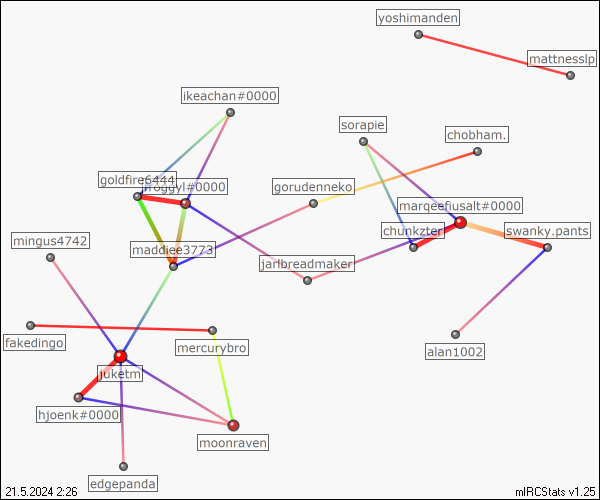 yoshimanden
mattnesslp
ikeachan#0000
sorapie
chobham.
goldfire6444
froggyl#0000
gorudenneko
marqeefusalt#0000
chunkzter
swanky.pants
mingus4742
maddiee3773
jarlbreadmaker
fakedingo
mercurybro
alan1002
juketm
hjoenk#0000
moonraven
edgepanda
21.5.2024 2:26
mIRCStats v1.25